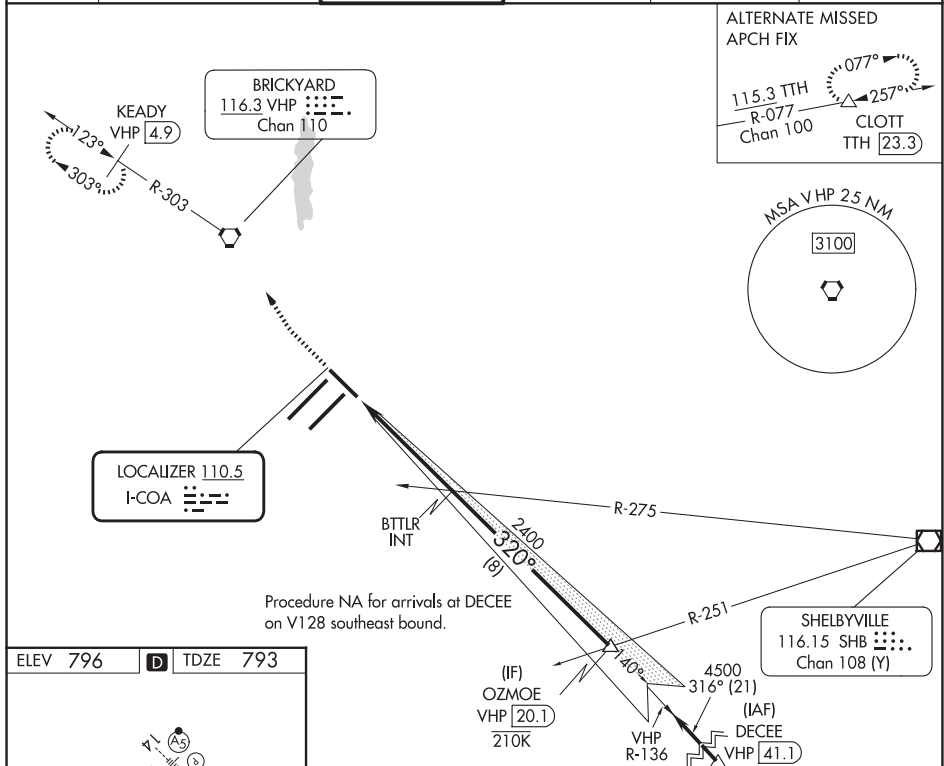 ALTERNATE MISSED
APCH FIX
077°
257°
115.3 TTH
R-077
Chan 100
CLOTT
TTH 23.3
BRICKYARD
116.3 VHP
Chan 110
KEADY
VHP 4.9
123°
303°
R-303
MSA VHP 25 NM
3100
LOCALIZER 110.5
I-COA
BTTLR
INT
R-275
2400
320°
(8)
R-251
Procedure NA for arrivals at DECEE
on V128 southeast bound.
SHELBYVILLE
116.15 SHB
Chan 108 (Y)
140°
4500
316° (21)
(IF)
OZMOE
VHP 20.1
210K
VHP
R-136
(IAF)
DECEE
VHP 41.1
ELEV 796
D
TDZE 793
14
A5